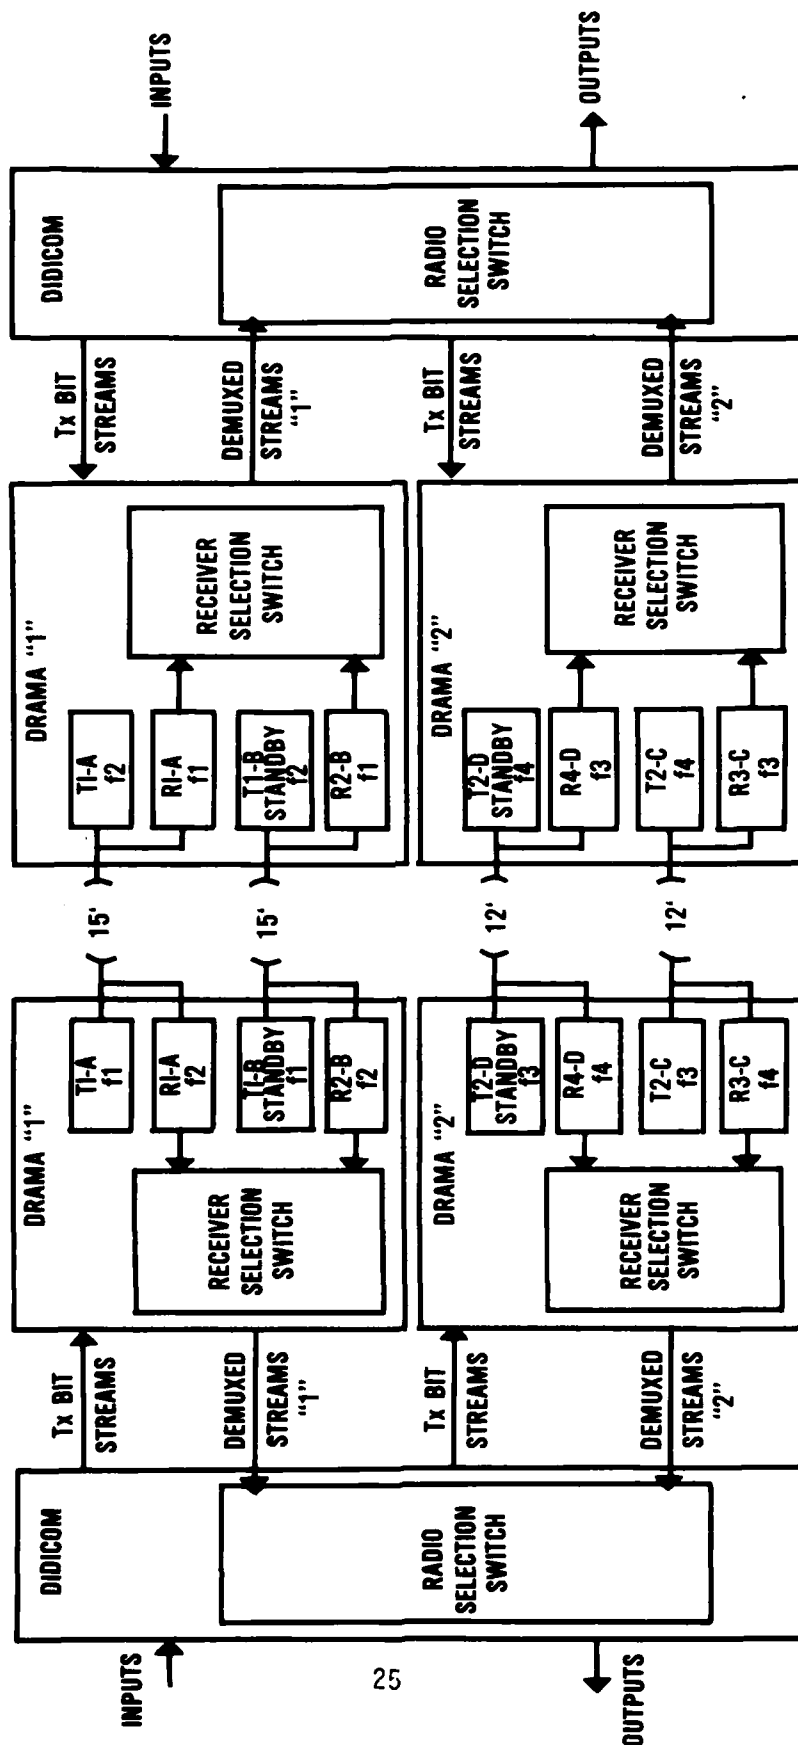 INPUTS
OUTPUTS
DIDICOM
RADIO
SELECTION
SWITCH
Tx BIT
STREAMS
DEMUXED
STREAMS
“1”
Tx BIT
STREAMS
DEMUXED
STREAMS
“2”
DRAMA “1”
RECEIVER
SELECTION
SWITCH
T1-A
f1
R1-A
f2
T1-B
STANDBY
f1
R2-B
f2
DRAMA “2”
RECEIVER
SELECTION
SWITCH
T2-D
STANDBY
f3
R4-D
f4
T2-C
f3
R3-C
f4
15'
15'
12'
12'
DRAMA “1”
T1-A
f2
R1-A
f1
T1-B
STANDBY
f2
R2-B
f1
RECEIVER
SELECTION
SWITCH
DRAMA “2”
T2-D
STANDBY
f4
R4-D
f3
T2-C
f4
R3-C
f3
RECEIVER
SELECTION
SWITCH
Tx BIT
STREAMS
DEMUXED
STREAMS
“1”
Tx BIT
STREAMS
DEMUXED
STREAMS
“2”
DIDICOM
RADIO
SELECTION
SWITCH
INPUTS
OUTPUTS
25